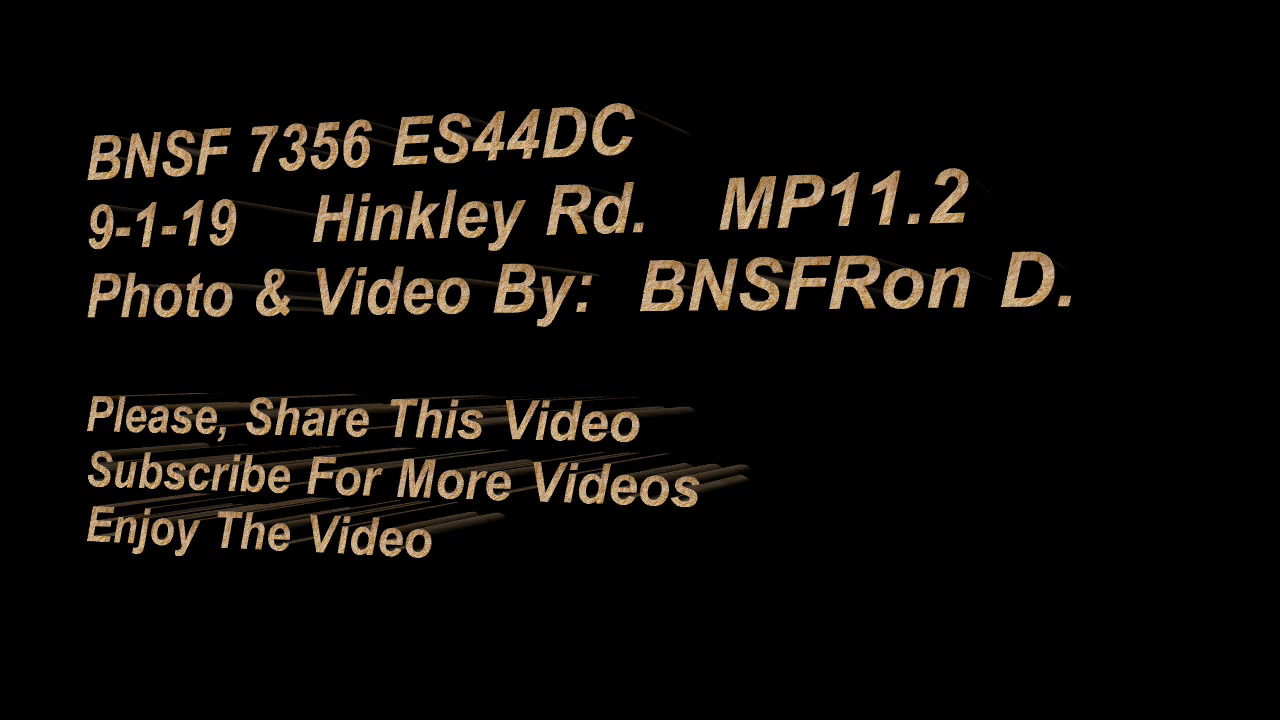 BNSF 7356 ES44DC
9-1-19 Hinkley Rd. MP11.2
Photo & Video By: BNSFRon D.
Please, Share This Video
Subscribe For More Videos
Enjoy The Video